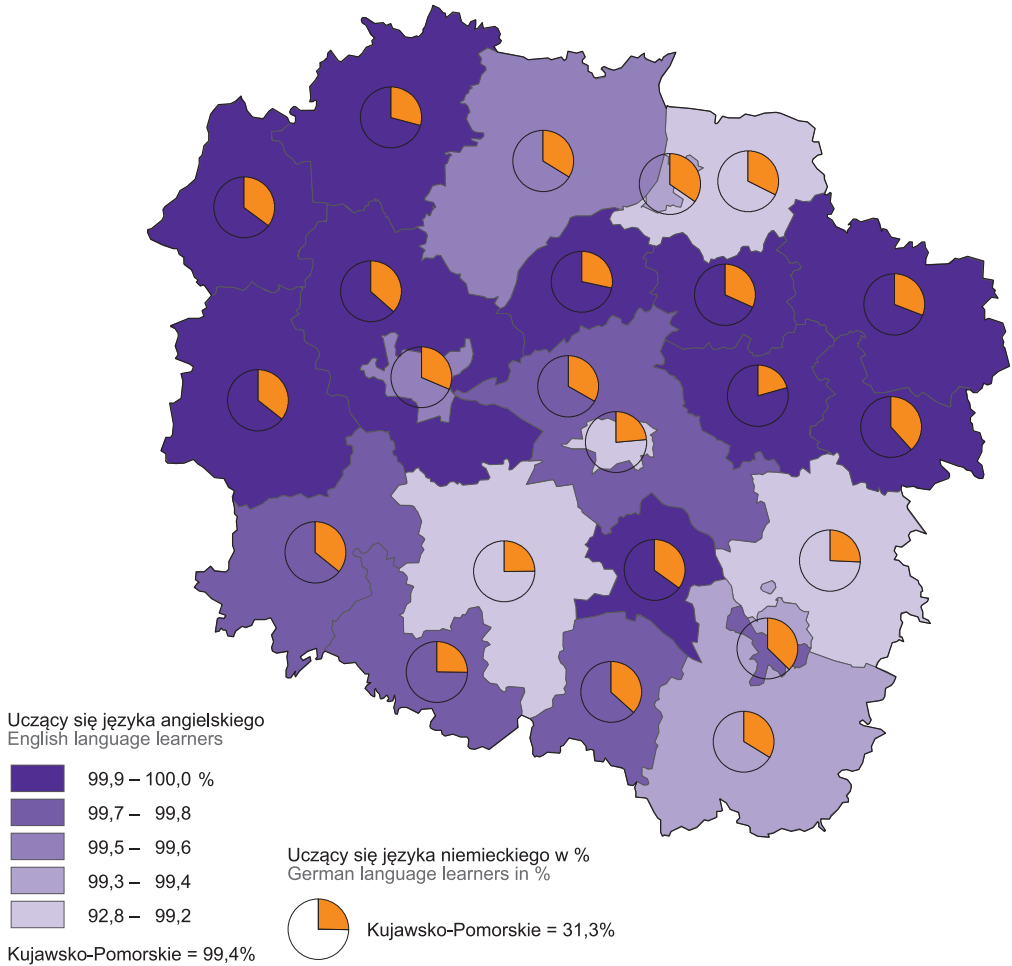 Uczący się języka angielskiego
English language learners
99,9 – 100,0 %
99,7 – 99,8
99,5 – 99,6
99,3 – 99,4
92,8 – 99,2
Kujawsko-Pomorskie = 99,4%
Uczący się języka niemieckiego w %
German language learners in %
Kujawsko-Pomorskie = 31,3%